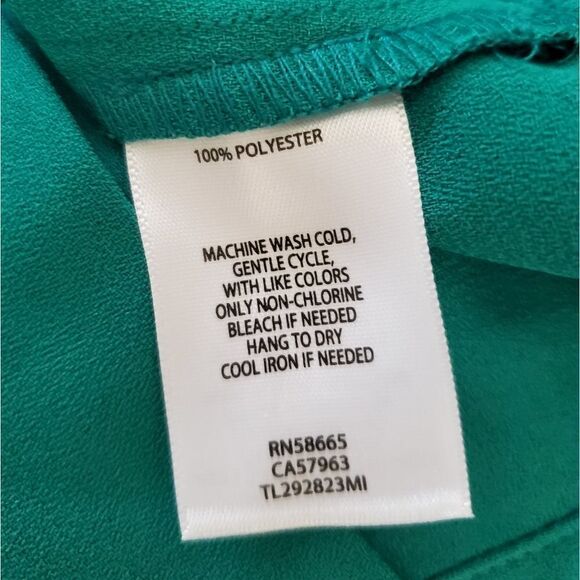 100% POLYESTER
MACHINE WASH COLD,
GENTLE CYCLE,
WITH LIKE COLORS
ONLY NON-CHLORINE
BLEACH IF NEEDED
HANG TO DRY
COOL IRON IF NEEDED
RN58665
CA57963
TL292823MI